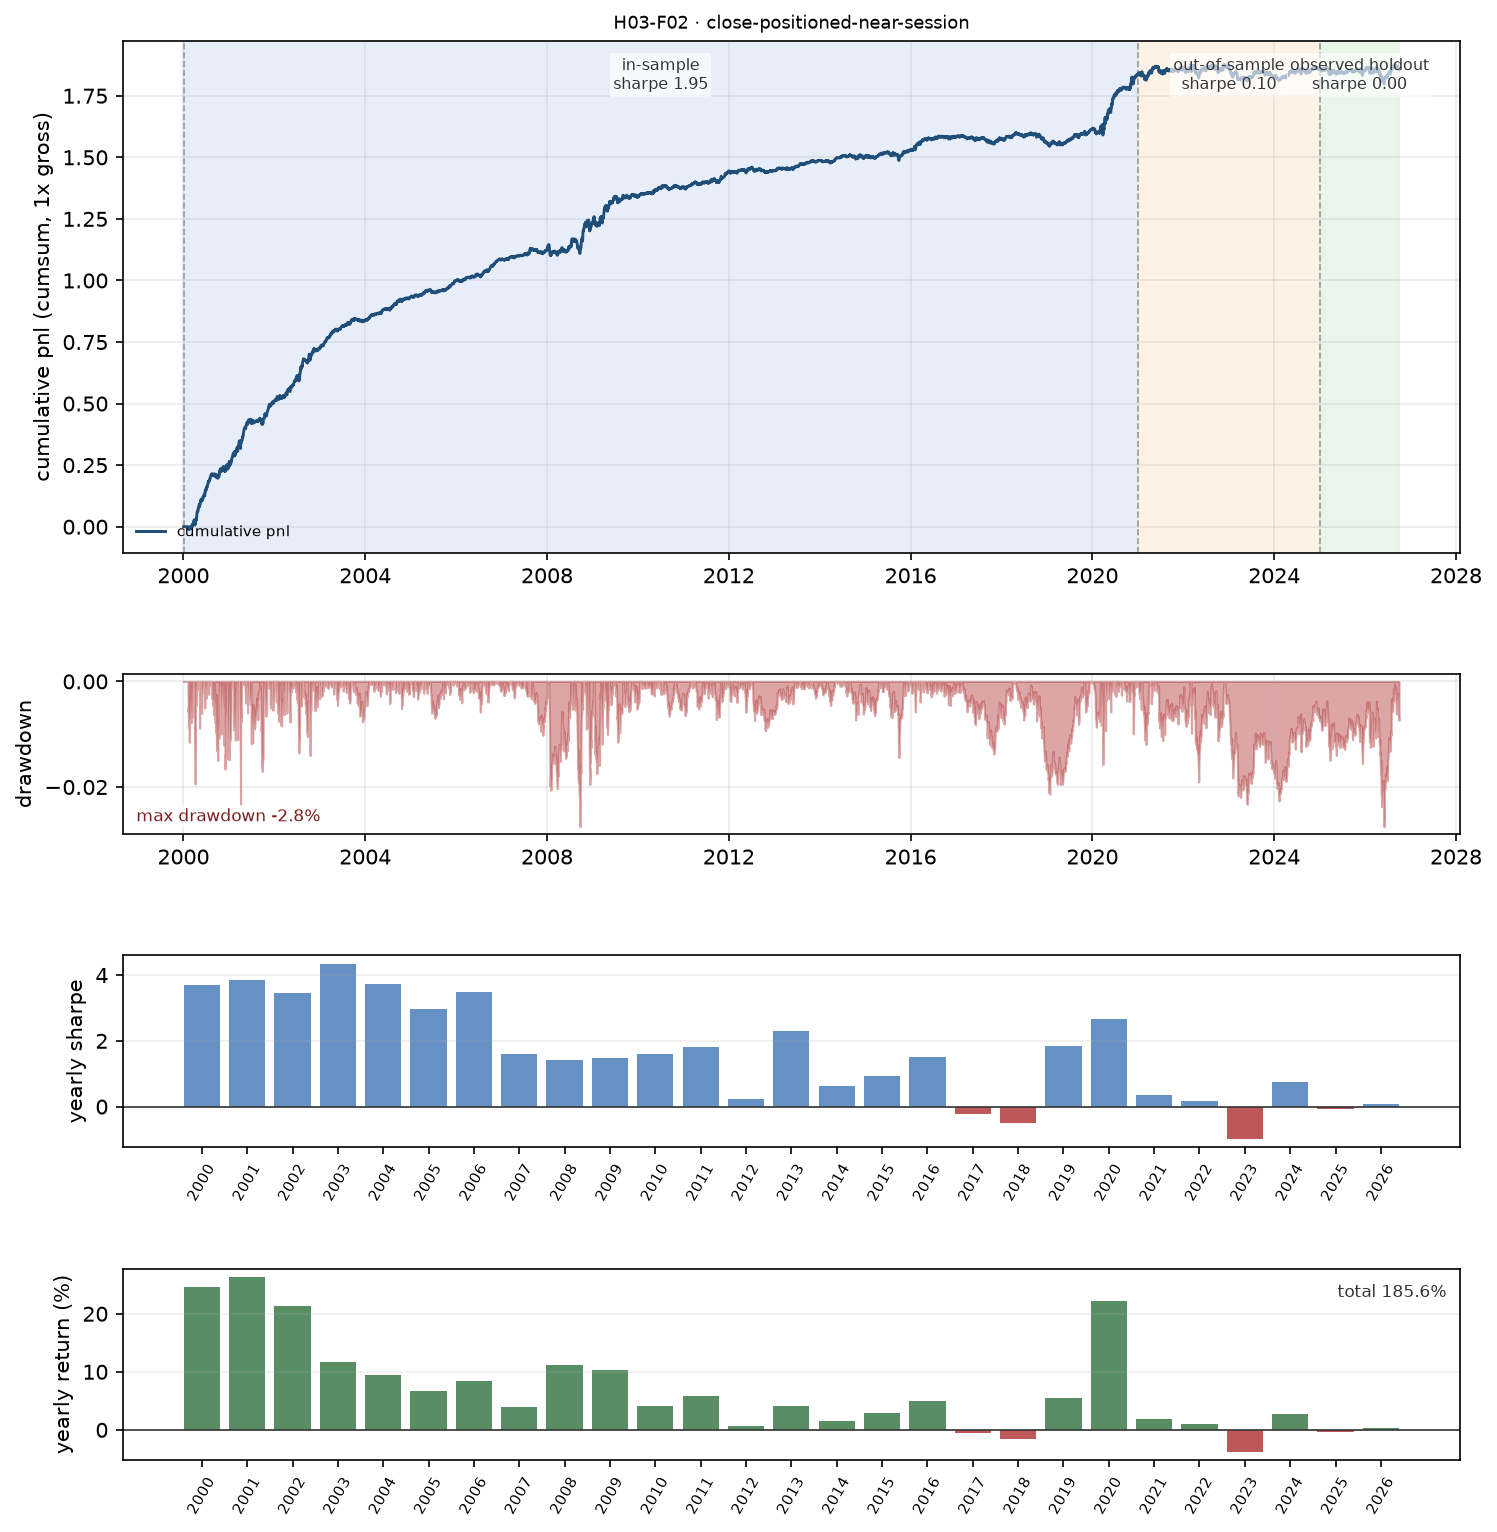 H03-F02 · close-positioned-near-session
cumulative pnl (cumsum, 1x gross)
1.75
1.50
1.25
1.00
0.75
0.50
0.25
0.00
in-sample
sharpe 1.95
out-of-sample
sharpe 0.10
observed holdout
sharpe 0.00
cumulative pnl
2000 2004 2008 2012 2016 2020 2024 2028
drawdown
0.00
−0.02
max drawdown -2.8%
2000 2004 2008 2012 2016 2020 2024 2028
yearly sharpe
4
2
0
2000 2001 2002 2003 2004 2005 2006 2007 2008 2009 2010 2011 2012 2013 2014 2015 2016 2017 2018 2019 2020 2021 2022 2023 2024 2025 2026
yearly return (%)
20
10
0
total 185.6%
2000 2001 2002 2003 2004 2005 2006 2007 2008 2009 2010 2011 2012 2013 2014 2015 2016 2017 2018 2019 2020 2021 2022 2023 2024 2025 2026